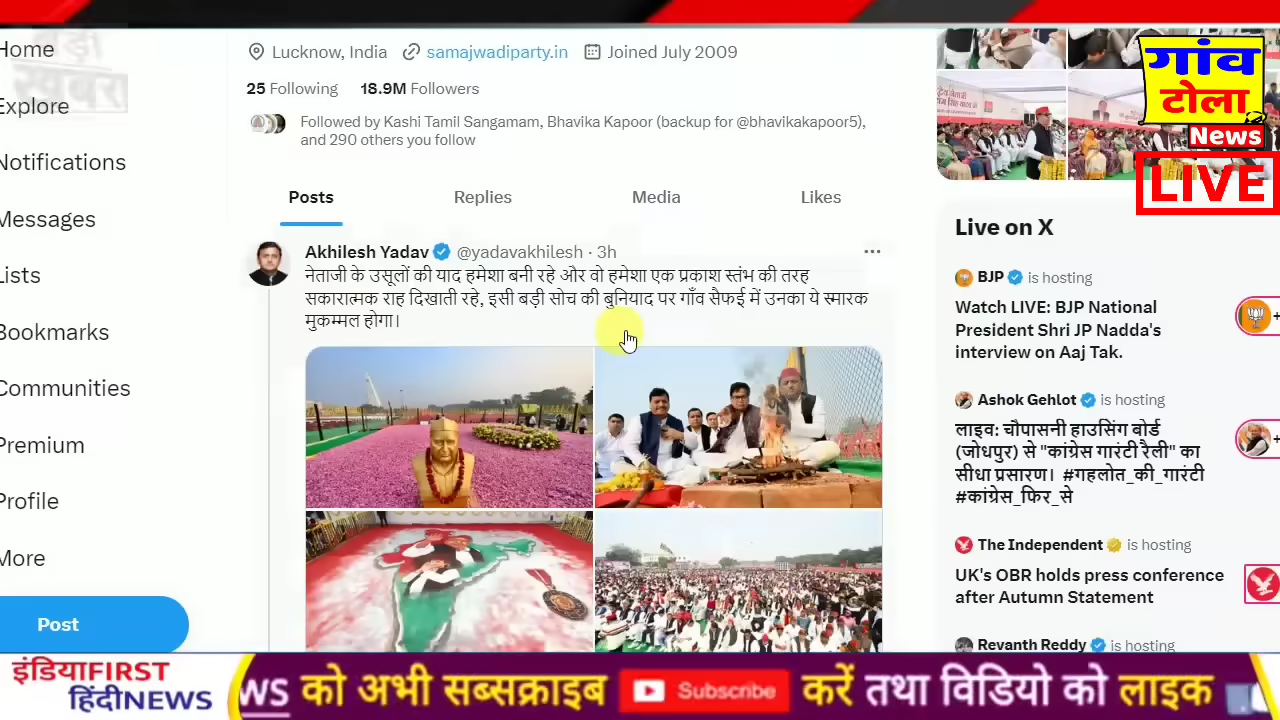 Home
Explore
Notifications
Messages
Lists
Bookmarks
Communities
Premium
Profile
More
Post
बड़ी
खबर
Lucknow, India samajwadiparty.in Joined July 2009
25 Following 18.9M Followers
Followed by Kashi Tamil Sangamam, Bhavika Kapoor (backup for @bhavikakapoor5),
and 290 others you follow
Posts Replies Media Likes
Akhilesh Yadav @yadavakhilesh · 3h
नेताजी के उसूलों की याद हमेशा बनी रहे और वो हमेशा एक प्रकाश स्तंभ की तरह
सकारात्मक राह दिखाती रहे, इसी बड़ी सोच की बुनियाद पर गाँव सैफई में उनका ये स्मारक
मुकम्मल होगा।
गांव
टोला
News
LIVE
Live on X
BJP is hosting
Watch LIVE: BJP National
President Shri JP Nadda's
interview on Aaj Tak.
Ashok Gehlot is hosting
लाइव: चौपासनी हाउसिंग बोर्ड
(जोधपुर) से "कांग्रेस गारंटी रैली" का
सीधा प्रसारण। #गहलोत_की_गारंटी
#कांग्रेस_फिर_से
The Independent is hosting
UK's OBR holds press conference
after Autumn Statement
Revanth Reddy is hosting
इंडियाFIRST
हिंदीNEWS
WS को अभी सब्सक्राइब Subscribe करें तथा विडियो को लाइक